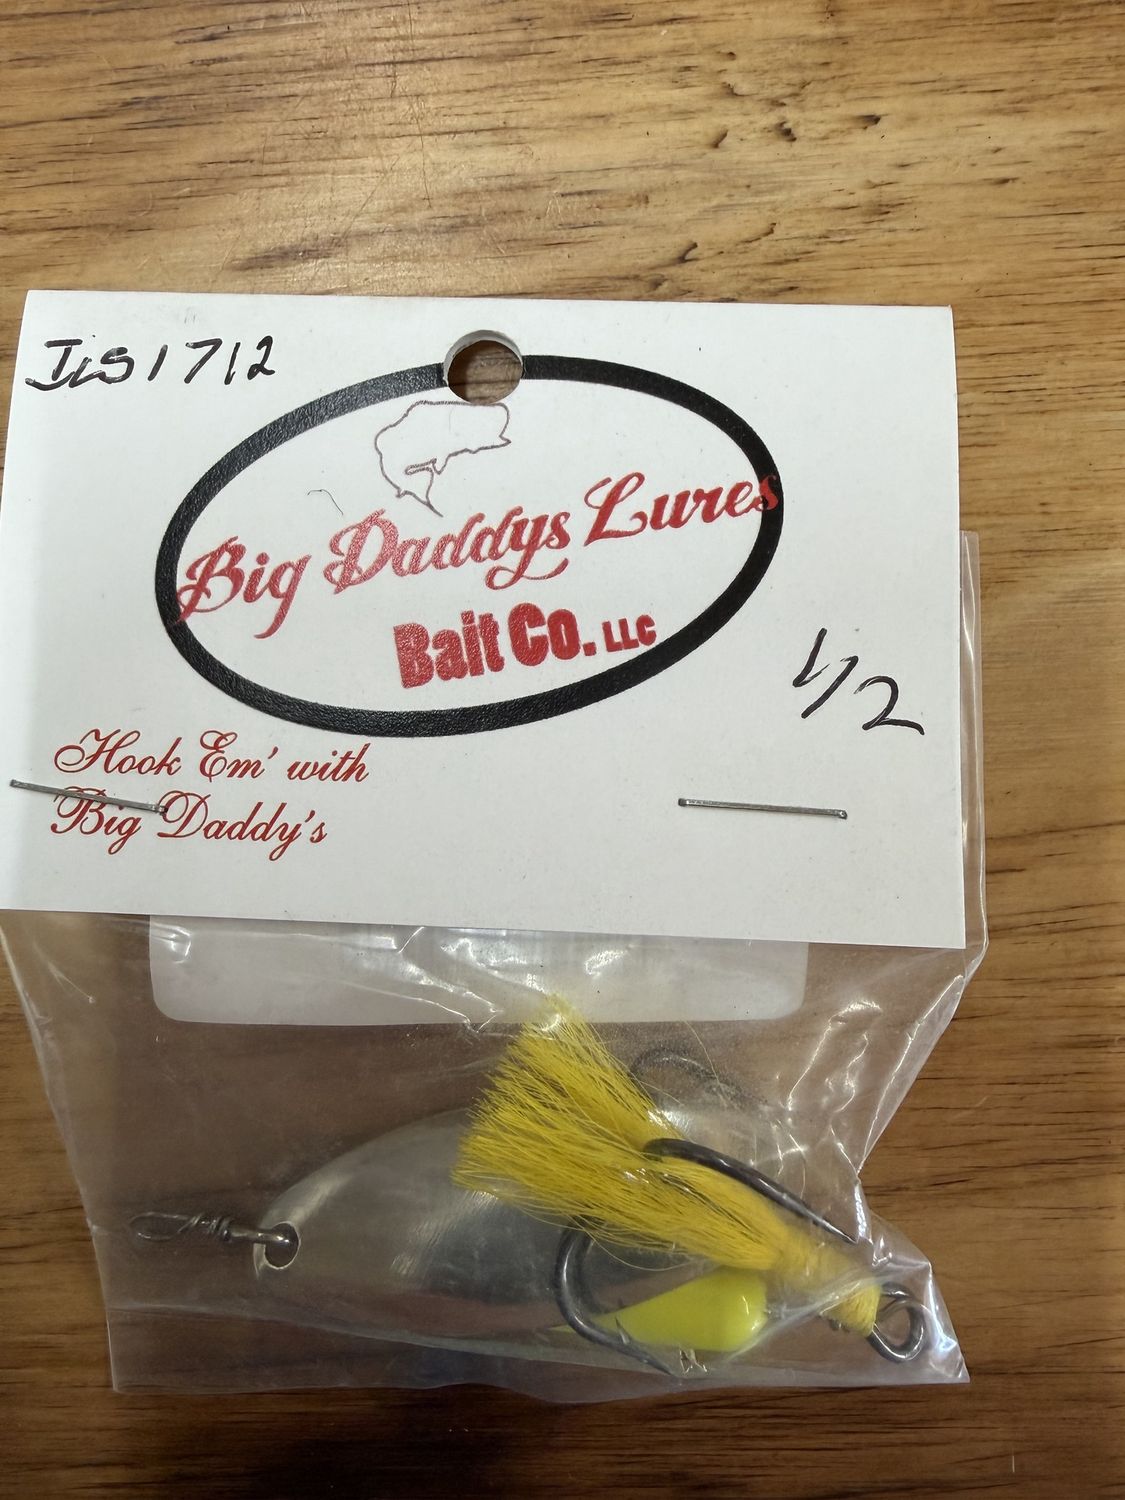 JLS1712
Big Daddys Lures
Bait Co. LLC
1/2
Hook Em' with
Big Daddy's